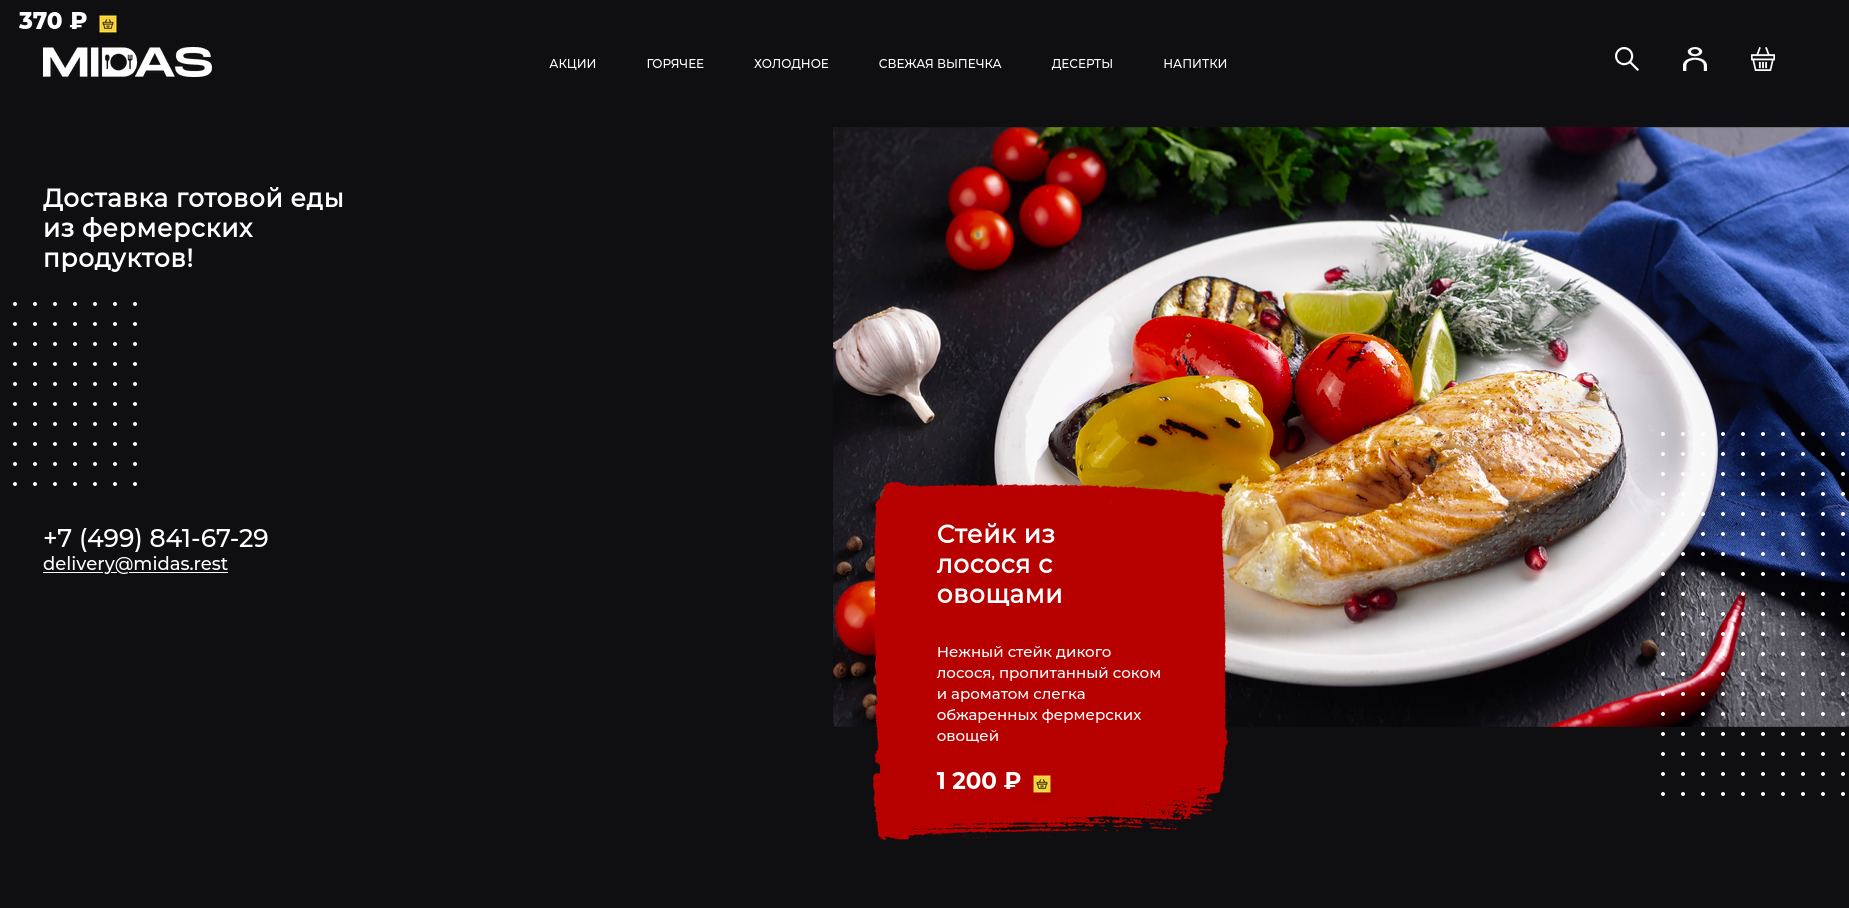 370 ₽
MIDAS
АКЦИИ
ГОРЯЧЕЕ
ХОЛОДНОЕ
СВЕЖАЯ ВЫПЕЧКА
ДЕСЕРТЫ
НАПИТКИ
Доставка готовой еды
из фермерских
продуктов!
+7 (499) 841-67-29
delivery@midas.rest
Стейк из
лосося с
овощами
Нежный стейк дикого
лосося, пропитанный соком
и ароматом слегка
обжаренных фермерских
овощей
1 200 ₽